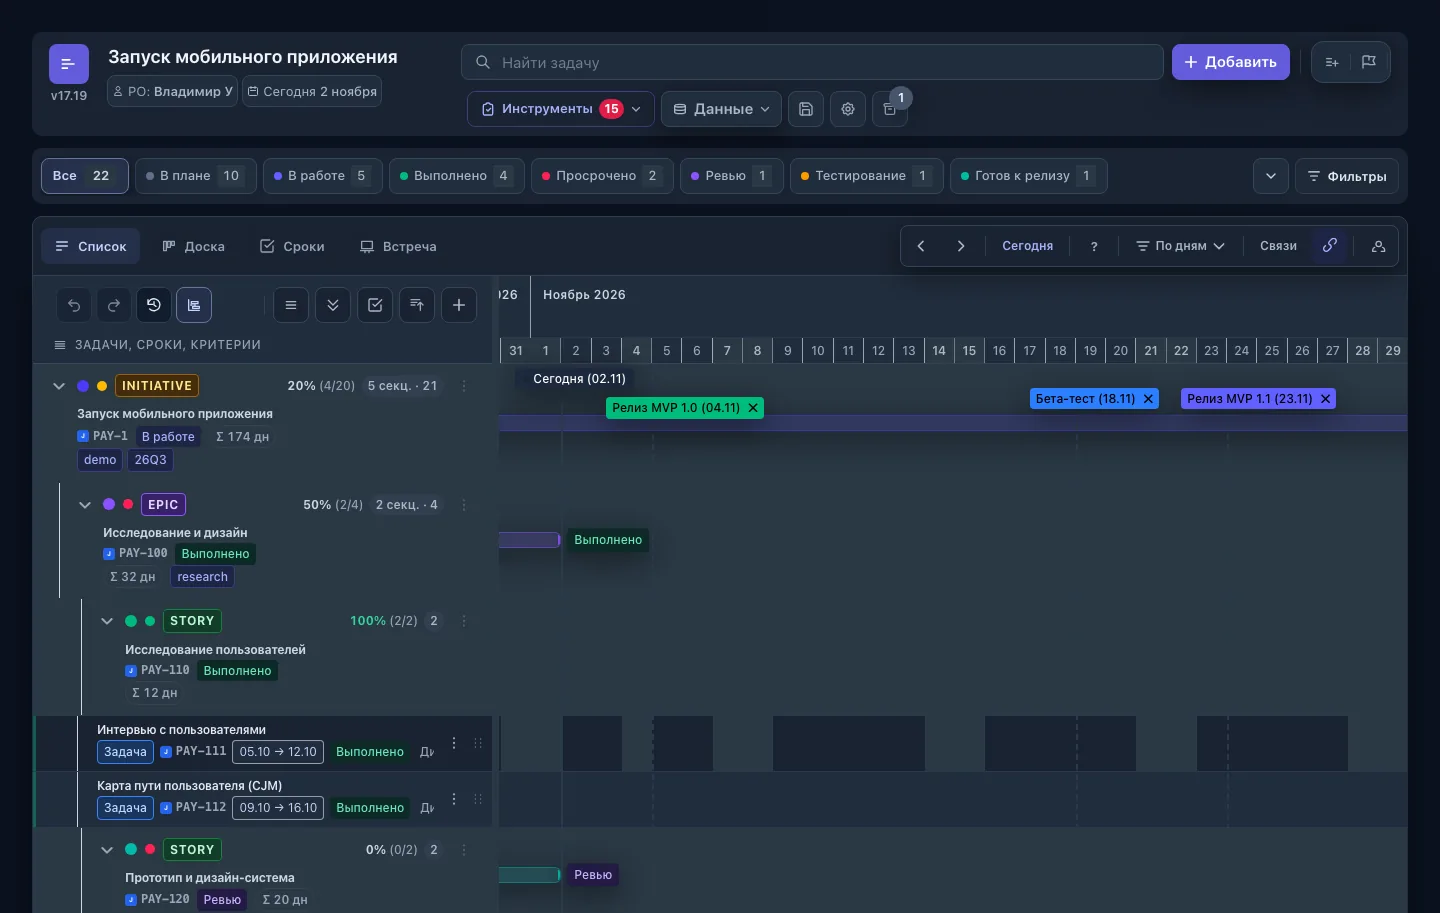 Запуск мобильного приложения
v17.19
PO: Владимир У
Сегодня 2 ноября
Найти задачу
Добавить
Инструменты 15
Данные
1
Все 22
В плане 10
В работе 5
Выполнено 4
Просрочено 2
Ревью 1
Тестирование 1
Готов к релизу 1
Фильтры
Список
Доска
Сроки
Встреча
Сегодня
?
По дням
Связи
ЗАДАЧИ, СРОКИ, КРИТЕРИИ
26 Ноябрь 2026
31 1 2 3 4 5 6 7 8 9 10 11 12 13 14 15 16 17 18 19 20 21 22 23 24 25 26 27 28 29
INITIATIVE 20% (4/20) 5 секц. · 21
Запуск мобильного приложения
PAY-1 В работе Σ 174 дн
demo 26Q3
Сегодня (02.11)
Релиз MVP 1.0 (04.11) ✕
Бета-тест (18.11) ✕
Релиз MVP 1.1 (23.11) ✕
EPIC 50% (2/4) 2 секц. · 4
Исследование и дизайн
PAY-100 Выполнено
Σ 32 дн research
Выполнено
STORY 100% (2/2) 2
Исследование пользователей
PAY-110 Выполнено
Σ 12 дн
Интервью с пользователями
Задача PAY-111 05.10 → 12.10 Выполнено Ди
Карта пути пользователя (CJM)
Задача PAY-112 09.10 → 16.10 Выполнено Ди
STORY 0% (0/2) 2
Прототип и дизайн-система
PAY-120 Ревью Σ 20 дн
Ревью